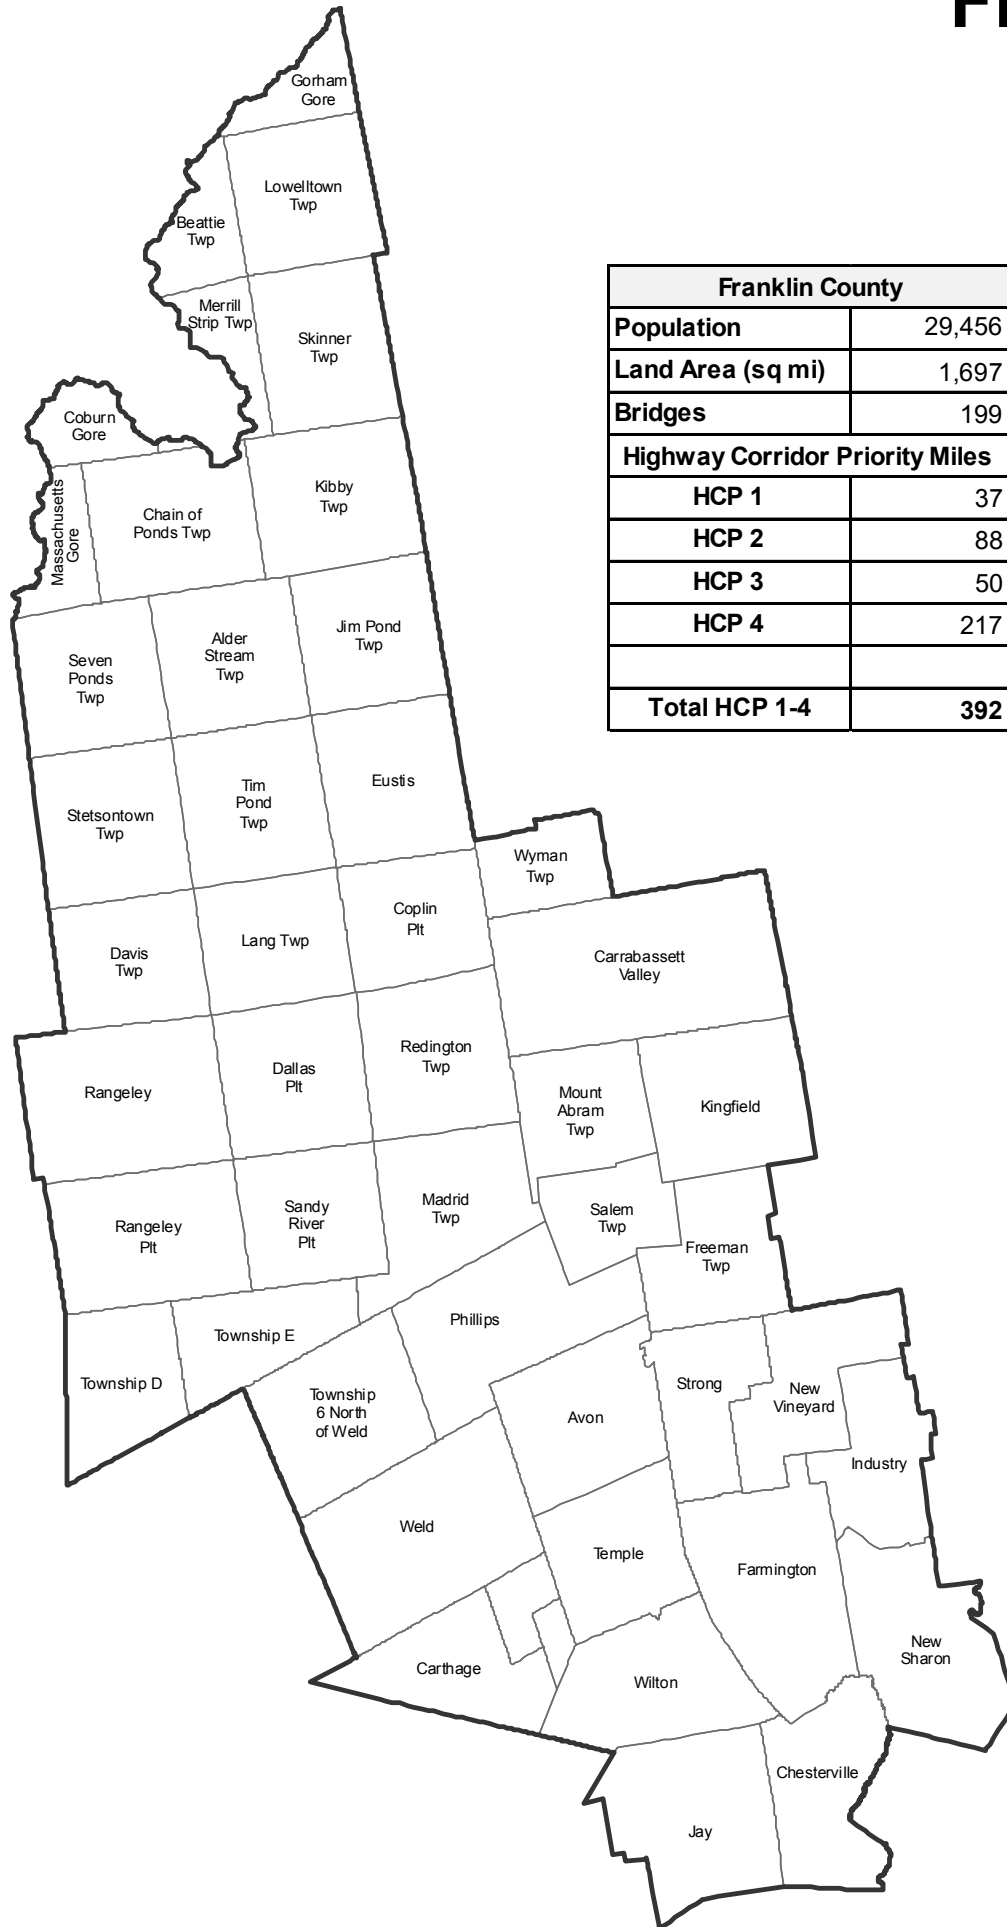 Gorham
Gore
Lowelltown
Twp
Beattie
Twp
Merrill
Strip Twp
Skinner
Twp
Franklin County
Population 29,456
Land Area (sq mi) 1,697
Bridges 199
Highway Corridor Priority Miles
HCP 1 37
HCP 2 88
HCP 3 50
HCP 4 217
Total HCP 1-4 392
Coburn
Gore
Massachusetts
Gore
Chain of
Ponds Twp
Kibby
Twp
Seven
Ponds
Twp
Alder
Stream
Twp
Jim Pond
Twp
Stetsontown
Twp
Tim
Pond
Twp
Eustis
Wyman
Twp
Davis
Twp
Lang Twp
Coplin
Plt
Carrabassett
Valley
Rangeley
Dallas
Plt
Redington
Twp
Mount
Abram
Twp
Kingfield
Rangeley
Plt
Sandy
River
Plt
Madrid
Twp
Salem
Twp
Freeman
Twp
Township D
Township E
Phillips
Township
6 North
of Weld
Avon
Strong
New
Vineyard
Industry
Weld
Temple
Farmington
New
Sharon
Carthage
Wilton
Chesterville
Jay